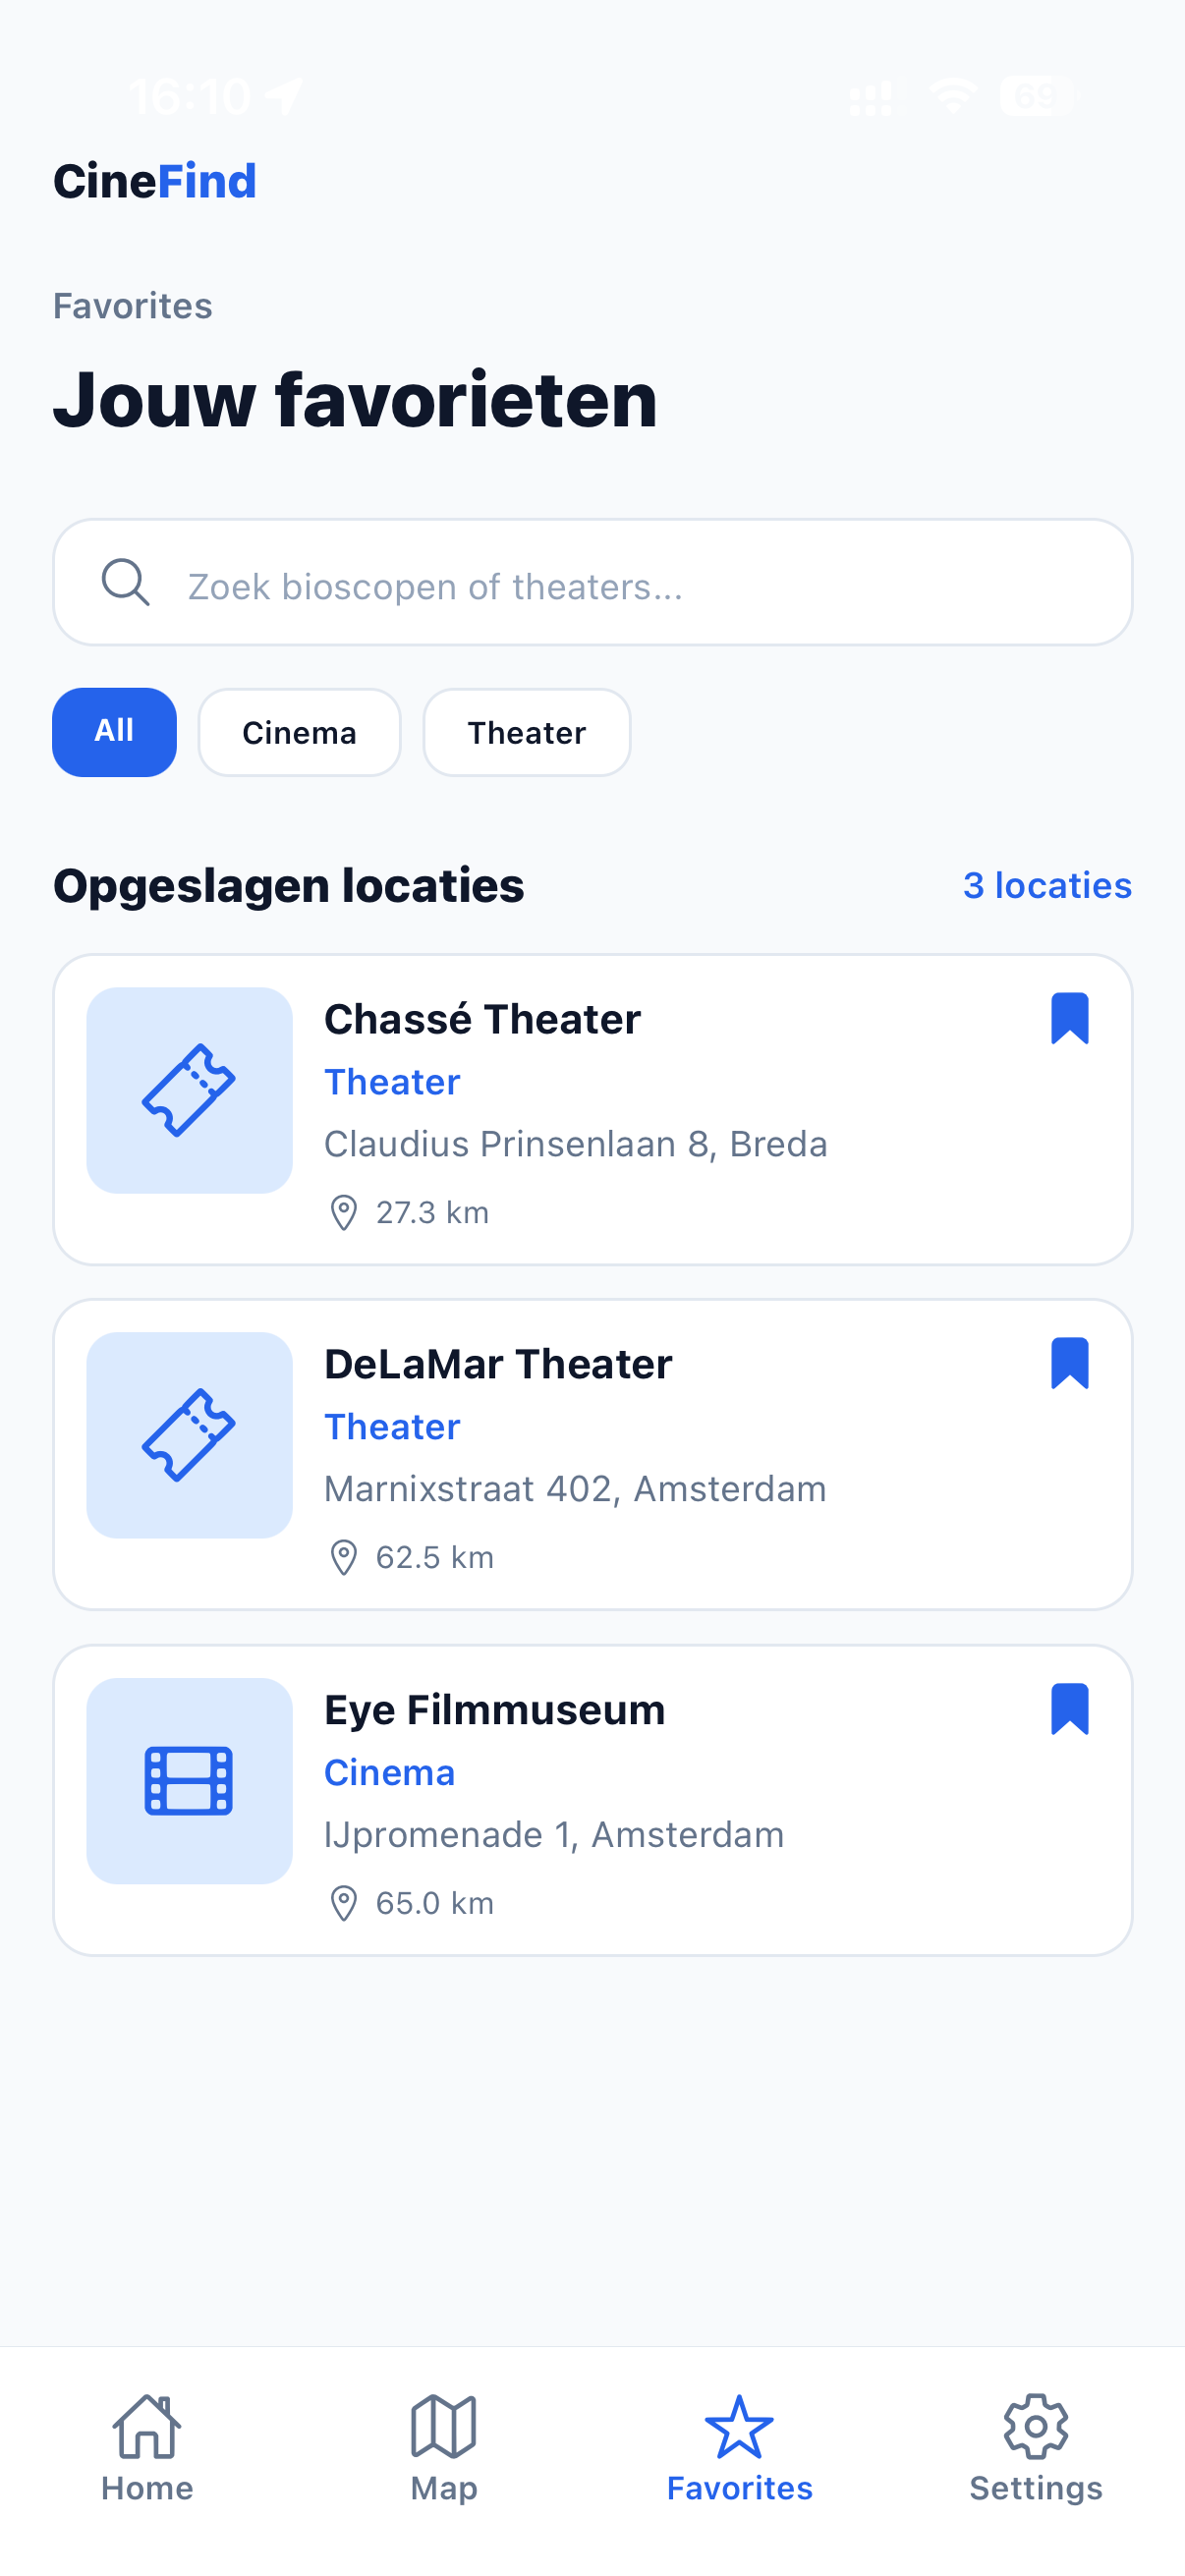 16:10
69
CineFind
Favorites
Jouw favorieten
Zoek bioscopen of theaters...
All
Cinema
Theater
Opgeslagen locaties
3 locaties
Chassé Theater
Theater
Claudius Prinsenlaan 8, Breda
27.3 km
DeLaMar Theater
Theater
Marnixstraat 402, Amsterdam
62.5 km
Eye Filmmuseum
Cinema
IJpromenade 1, Amsterdam
65.0 km
Home
Map
Favorites
Settings